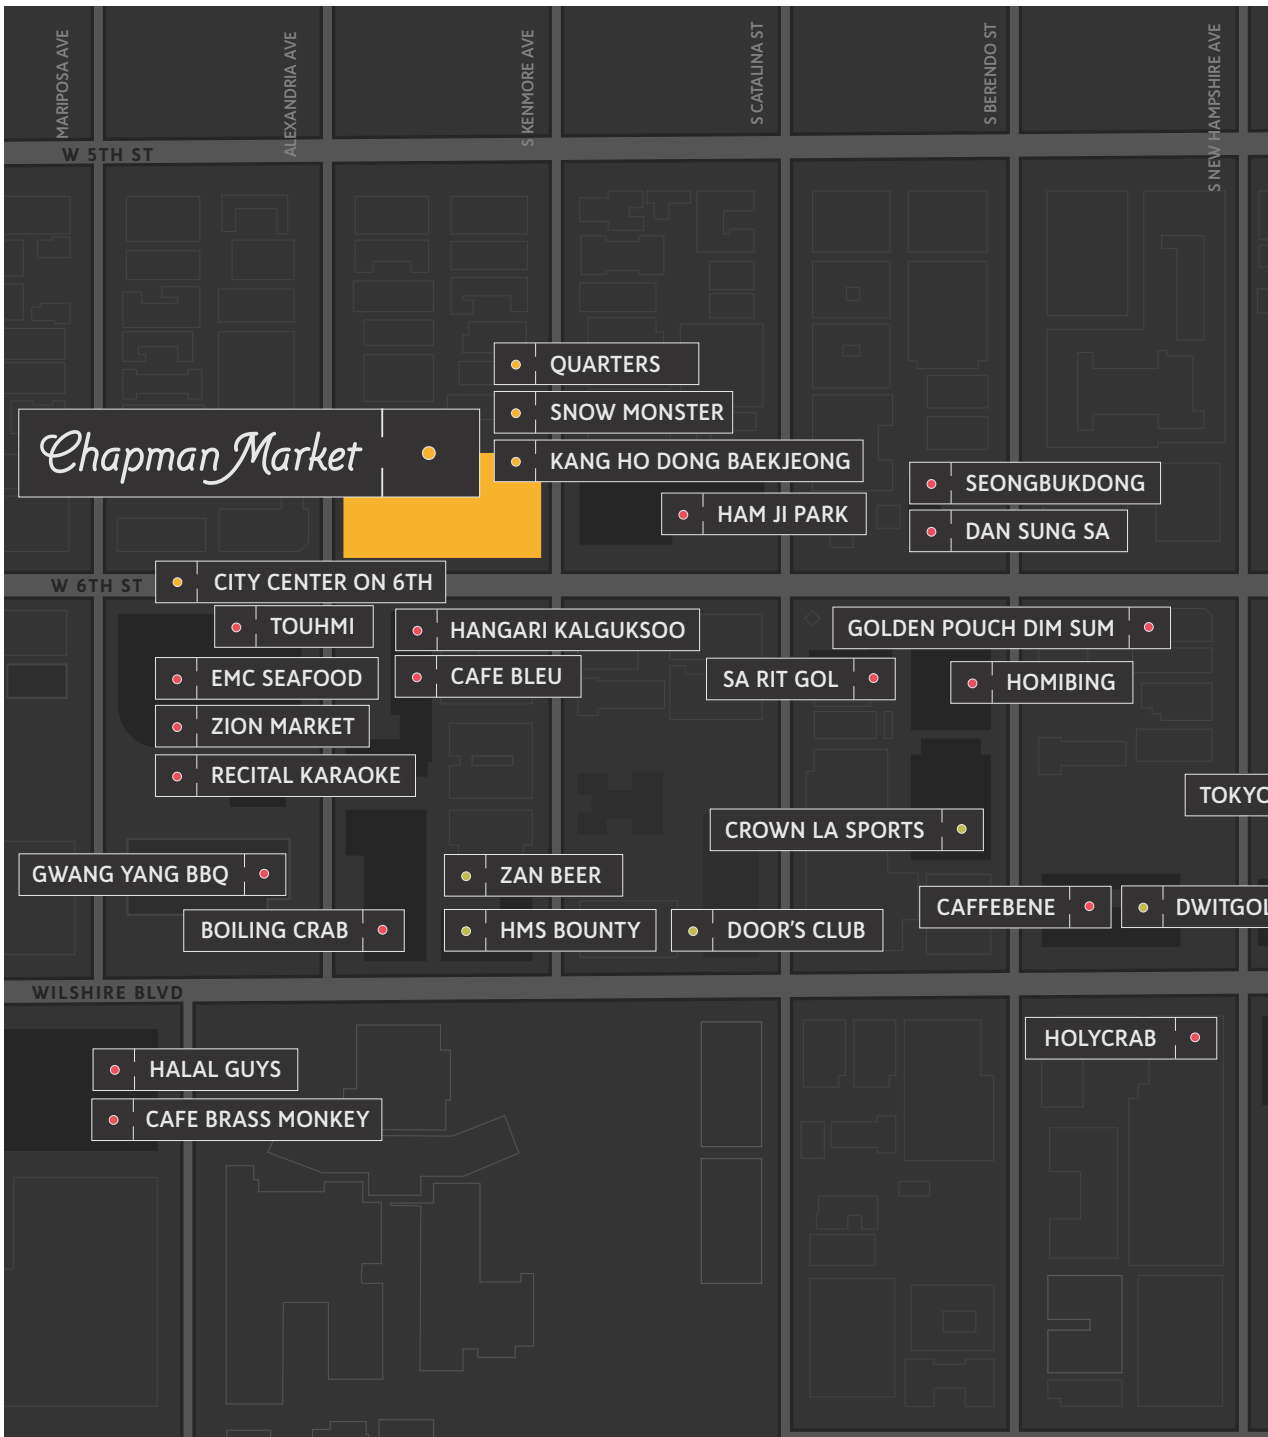 MARIPOSA AVE
ALEXANDRIA AVE
S KENMORE AVE
S CATALINA ST
S BERENDO ST
S NEW HAMPSHIRE AVE
W 5TH ST
QUARTERS
SNOW MONSTER
Chapman Market
KANG HO DONG BAEKJEONG
SEONGBUKDONG
HAM JI PARK
DAN SUNG SA
W 6TH ST
CITY CENTER ON 6TH
TOUHMI
HANGARI KALGUKSOO
GOLDEN POUCH DIM SUM
EMC SEAFOOD
CAFE BLEU
SA RIT GOL
HOMIBING
ZION MARKET
RECITAL KARAOKE
TOKYO
CROWN LA SPORTS
GWANG YANG BBQ
ZAN BEER
CAFFEBENE
DWITGOL
BOILING CRAB
HMS BOUNTY
DOOR'S CLUB
WILSHIRE BLVD
HOLYCRAB
HALAL GUYS
CAFE BRASS MONKEY